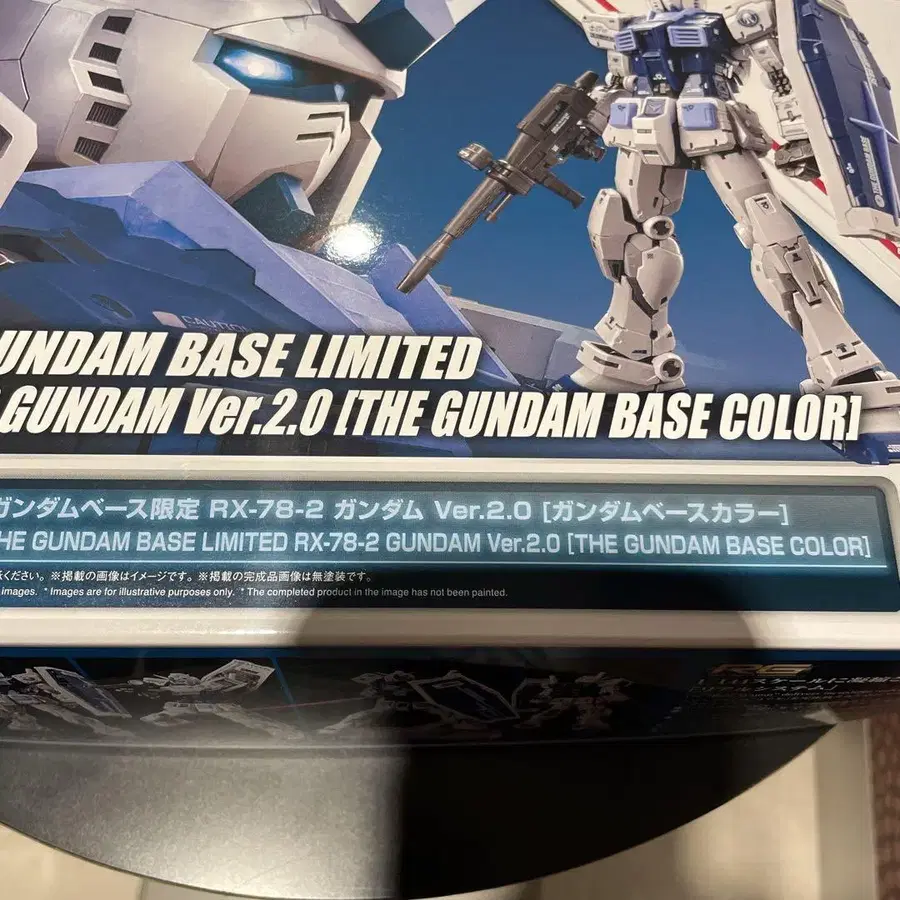 CAUTION
THE GUNDAM BASE
UNDAM BASE LIMITED
GUNDAM Ver.2.0 [THE GUNDAM BASE COLOR]
ガンダムベース限定 RX-78-2 ガンダム Ver.2.0 [ガンダムベースカラー]
HE GUNDAM BASE LIMITED RX-78-2 GUNDAM Ver.2.0 [THE GUNDAM BASE COLOR]
ください。※掲載の画像はイメージです。※掲載の完成品画像は無塗装です。
images. * Images are for illustrative purposes only. * The completed product in the image has not been painted.
RG